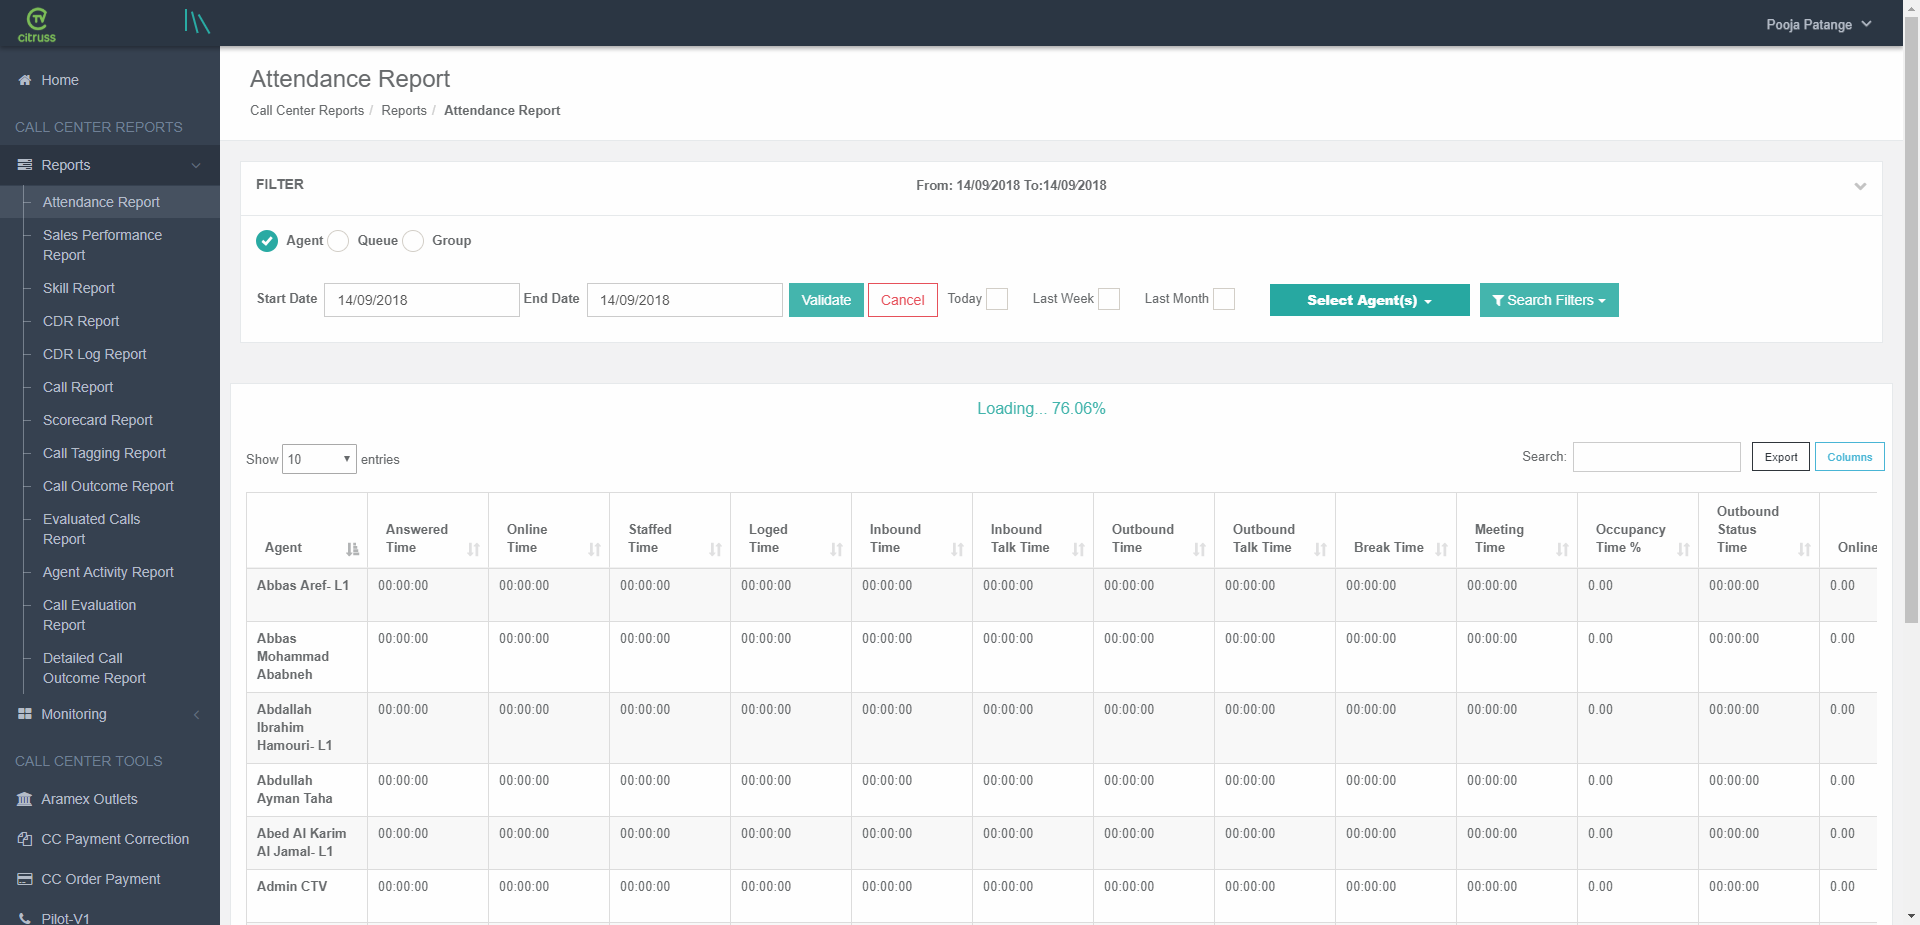 TV
citruss
Pooja Patange
Home
CALL CENTER REPORTS
Reports
Attendance Report
Sales Performance
Report
Skill Report
CDR Report
CDR Log Report
Call Report
Scorecard Report
Call Tagging Report
Call Outcome Report
Evaluated Calls
Report
Agent Activity Report
Call Evaluation
Report
Detailed Call
Outcome Report
Monitoring
CALL CENTER TOOLS
Aramex Outlets
CC Payment Correction
CC Order Payment
Pilot-V1
Attendance Report
Call Center Reports / Reports / Attendance Report
FILTER
From: 14/09/2018 To:14/09/2018
Agent Queue Group
Start Date 14/09/2018 End Date 14/09/2018 Validate Cancel Today Last Week Last Month Select Agent(s) Search Filters
Loading... 76.06%
Show 10 entries
Search: Export Columns
Agent
Answered
Time
Online
Time
Staffed
Time
Loged
Time
Inbound
Time
Inbound
Talk Time
Outbound
Time
Outbound
Talk Time
Break Time
Meeting
Time
Occupancy
Time %
Outbound
Status
Time
Online
Abbas Aref- L1 00:00:00 00:00:00 00:00:00 00:00:00 00:00:00 00:00:00 00:00:00 00:00:00 00:00:00 00:00:00 0.00 00:00:00 0.00
Abbas 00:00:00 00:00:00 00:00:00 00:00:00 00:00:00 00:00:00 00:00:00 00:00:00 00:00:00 00:00:00 0.00 00:00:00 0.00
Mohammad
Ababneh
Abdallah 00:00:00 00:00:00 00:00:00 00:00:00 00:00:00 00:00:00 00:00:00 00:00:00 00:00:00 00:00:00 0.00 00:00:00 0.00
Ibrahim
Hamouri- L1
Abdullah 00:00:00 00:00:00 00:00:00 00:00:00 00:00:00 00:00:00 00:00:00 00:00:00 00:00:00 00:00:00 0.00 00:00:00 0.00
Ayman Taha
Abed Al Karim 00:00:00 00:00:00 00:00:00 00:00:00 00:00:00 00:00:00 00:00:00 00:00:00 00:00:00 00:00:00 0.00 00:00:00 0.00
Al Jamal- L1
Admin CTV 00:00:00 00:00:00 00:00:00 00:00:00 00:00:00 00:00:00 00:00:00 00:00:00 00:00:00 00:00:00 0.00 00:00:00 0.00